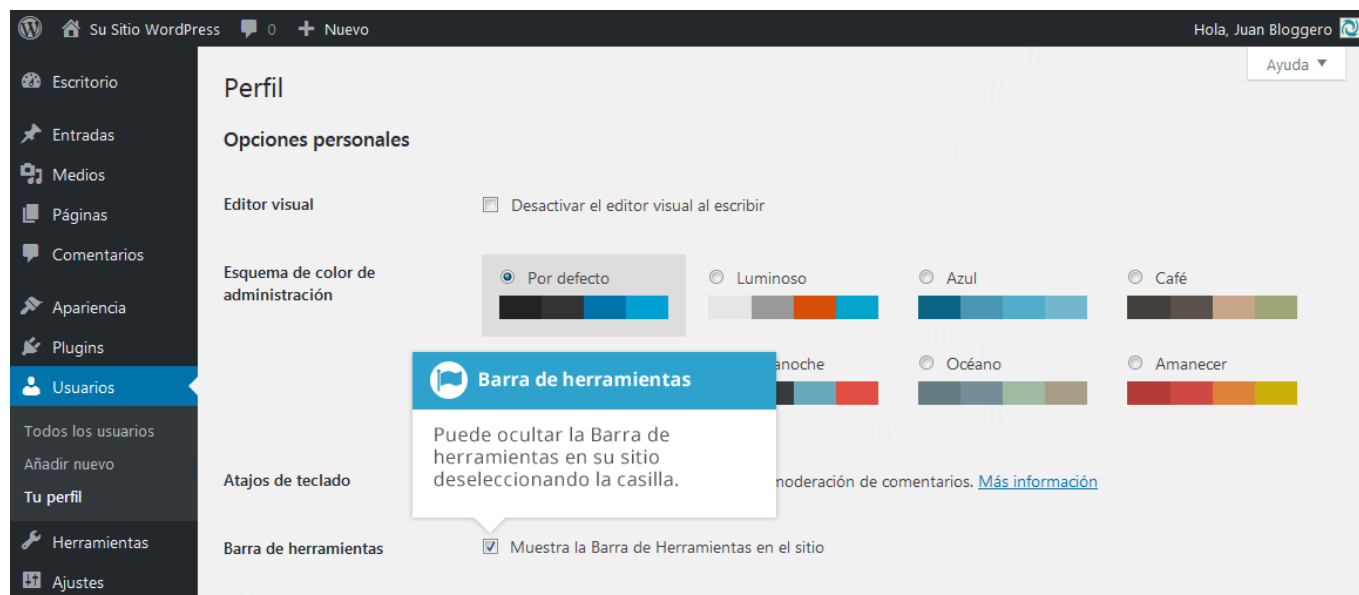 Su Sitio WordPress 0 + Nuevo Hola, Juan Bloggero
Ayuda ▼
Escritorio
Entradas
Medios
Páginas
Comentarios
Apariencia
Plugins
Usuarios
Todos los usuarios
Añadir nuevo
Tu perfil
Herramientas
Ajustes
Perfil
Opciones personales
Editor visual Desactivar el editor visual al escribir
Esquema de color de
administración
Por defecto Luminoso Azul Café
anoche Océano Amanecer
Barra de herramientas
Puede ocultar la Barra de
herramientas en su sitio
deseleccionando la casilla.
Atajos de teclado moderación de comentarios. Más información
Barra de herramientas Muestra la Barra de Herramientas en el sitio